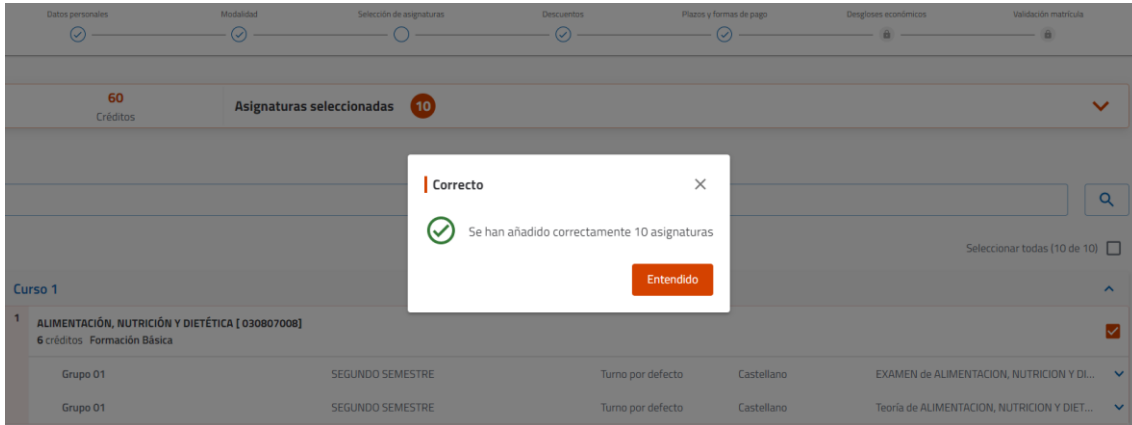 Datos personales
Modalidad
Selección de asignaturas
Descuentos
Plazos y formas de pago
Desgloses económicos
Validación matrícula
60
Créditos
Asignaturas seleccionadas 10
Correcto
Se han añadido correctamente 10 asignaturas
Entendido
Seleccionar todas (10 de 10)
Curso 1
1
ALIMENTACIÓN, NUTRICIÓN Y DIETÉTICA [ 030807008]
6 créditos Formación Básica
Grupo 01 SEGUNDO SEMESTRE Turno por defecto Castellano EXAMEN de ALIMENTACION, NUTRICION Y DI...
Grupo 01 SEGUNDO SEMESTRE Turno por defecto Castellano Teoría de ALIMENTACION, NUTRICION Y DIET...